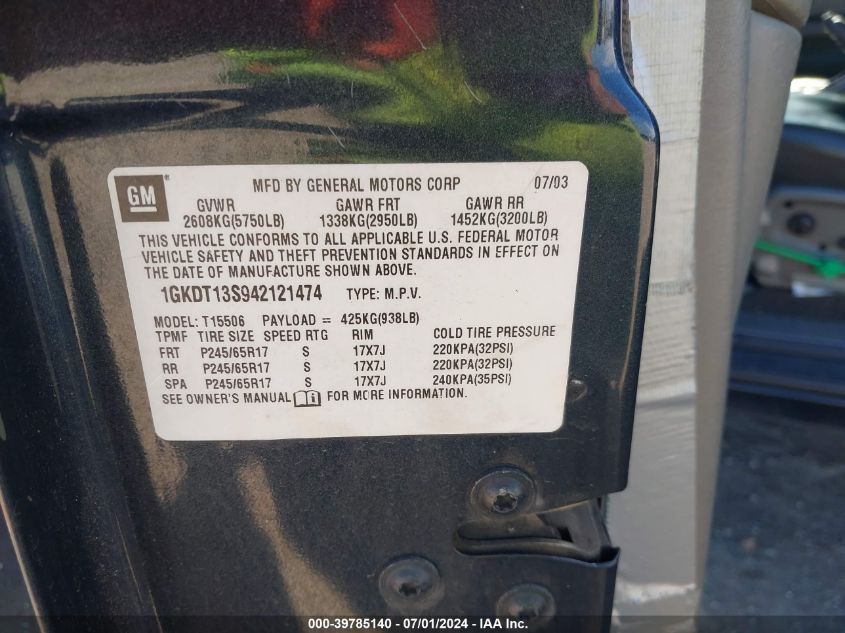 GM® MFD BY GENERAL MOTORS CORP 07/03
GVWR GAWR FRT GAWR RR
2608KG(5750LB) 1338KG(2950LB) 1452KG(3200LB)
THIS VEHICLE CONFORMS TO ALL APPLICABLE U.S. FEDERAL MOTOR
VEHICLE SAFETY AND THEFT PREVENTION STANDARDS IN EFFECT ON
THE DATE OF MANUFACTURE SHOWN ABOVE.
1GKDT13S942121474 TYPE: M.P.V.
MODEL: T15506 PAYLOAD = 425KG(938LB)
TPMF TIRE SIZE SPEED RTG RIM COLD TIRE PRESSURE
FRT P245/65R17 S 17X7J 220KPA(32PSI)
RR P245/65R17 S 17X7J 220KPA(32PSI)
SPA P245/65R17 S 17X7J 240KPA(35PSI)
SEE OWNER'S MANUAL FOR MORE INFORMATION.
000-39785140 - 07/01/2024 - IAA Inc.